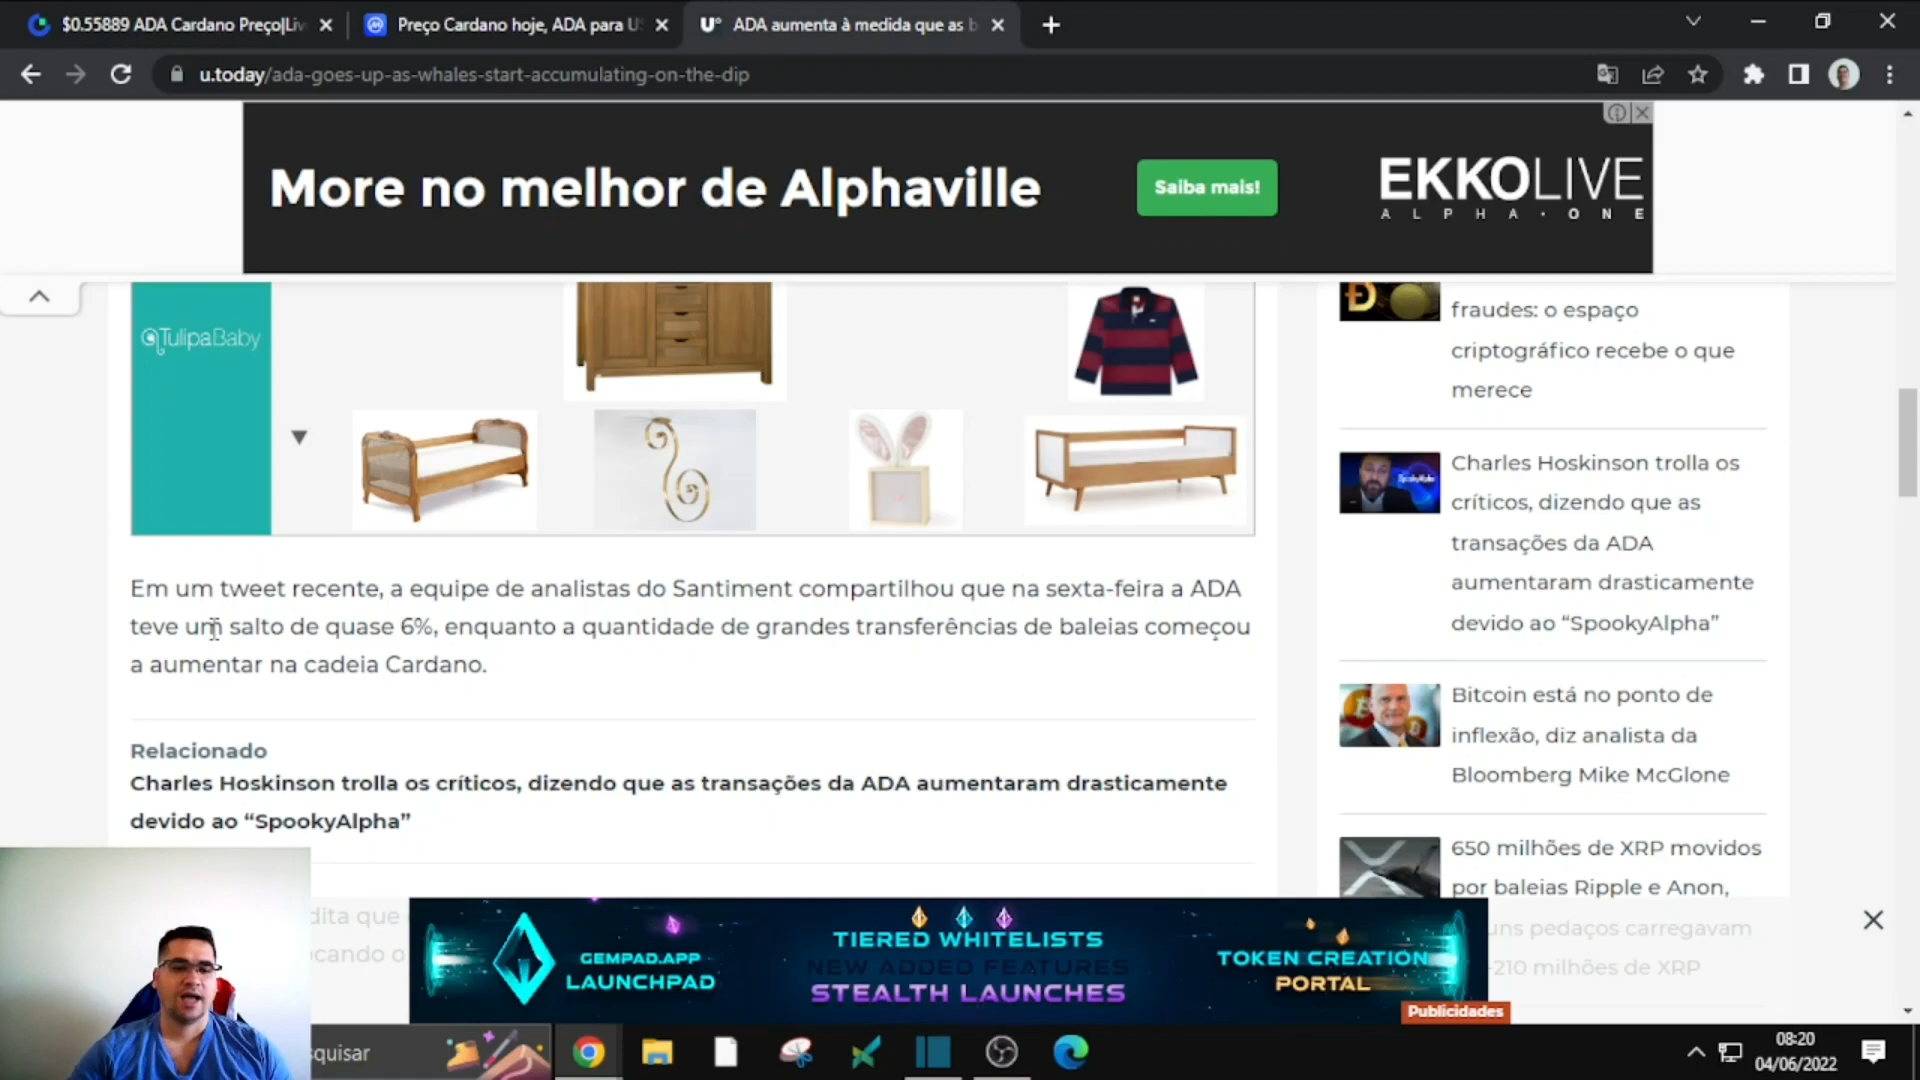 $0.55889 ADA Cardano Preço|Liv
Preço Cardano hoje, ADA para U
U° ADA aumenta à medida que as b
u.today/ada-goes-up-as-whales-start-accumulating-on-the-dip
More no melhor de Alphaville
Saiba mais!
EKKOLIVE
ALPHA·ONE
TulipaBaby
fraudes: o espaço
criptográfico recebe o que
merece
Charles Hoskinson trolla os
críticos, dizendo que as
transações da ADA
aumentaram drasticamente
devido ao “SpookyAlpha”
Bitcoin está no ponto de
inflexão, diz analista da
Bloomberg Mike McGlone
650 milhões de XRP movidos
por baleias Ripple e Anon,
uns pedaços carregavam
210 milhões de XRP
Em um tweet recente, a equipe de analistas do Santiment compartilhou que na sexta-feira a ADA
teve um salto de quase 6%, enquanto a quantidade de grandes transferências de baleias começou
a aumentar na cadeia Cardano.
Relacionado
Charles Hoskinson trolla os críticos, dizendo que as transações da ADA aumentaram drasticamente
devido ao “SpookyAlpha”
dita que
ocando o
GEMPAD.APP
LAUNCHPAD
TIERED WHITELISTS
NEW ADDED FEATURES
STEALTH LAUNCHES
TOKEN CREATION
PORTAL
Publicidades
squisar
08:20
04/06/2022